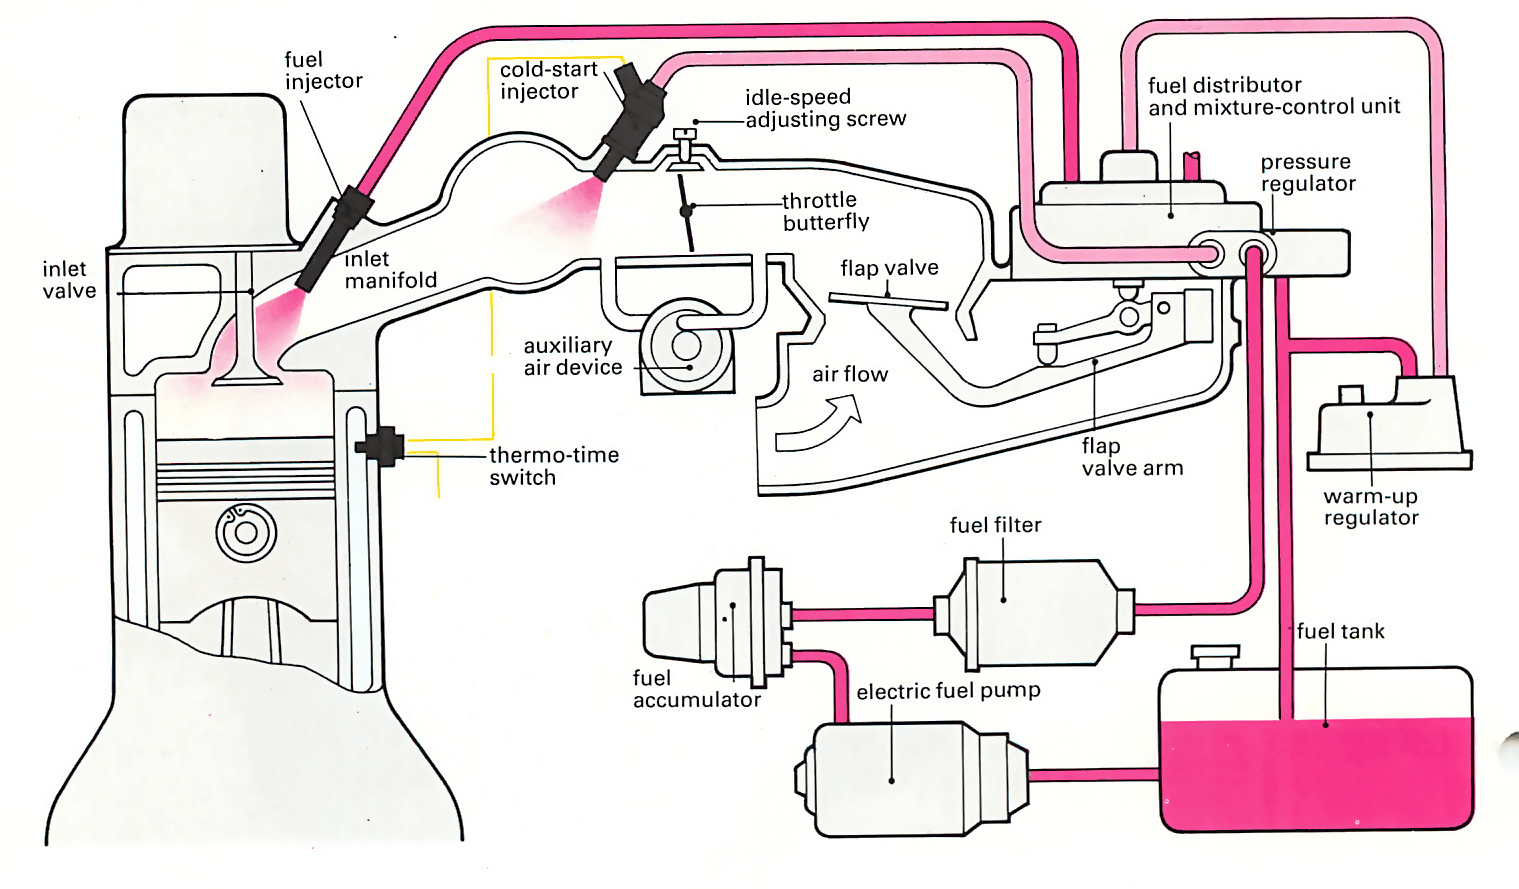 fuel
injector
cold-start
injector
idle-speed
adjusting screw
fuel distributor
and mixture-control unit
pressure
regulator
throttle
butterfly
inlet
manifold
inlet
valve
flap valve
auxiliary
air device
air flow
flap
valve arm
thermo-time
switch
warm-up
regulator
fuel filter
fuel tank
fuel
accumulator
electric fuel pump